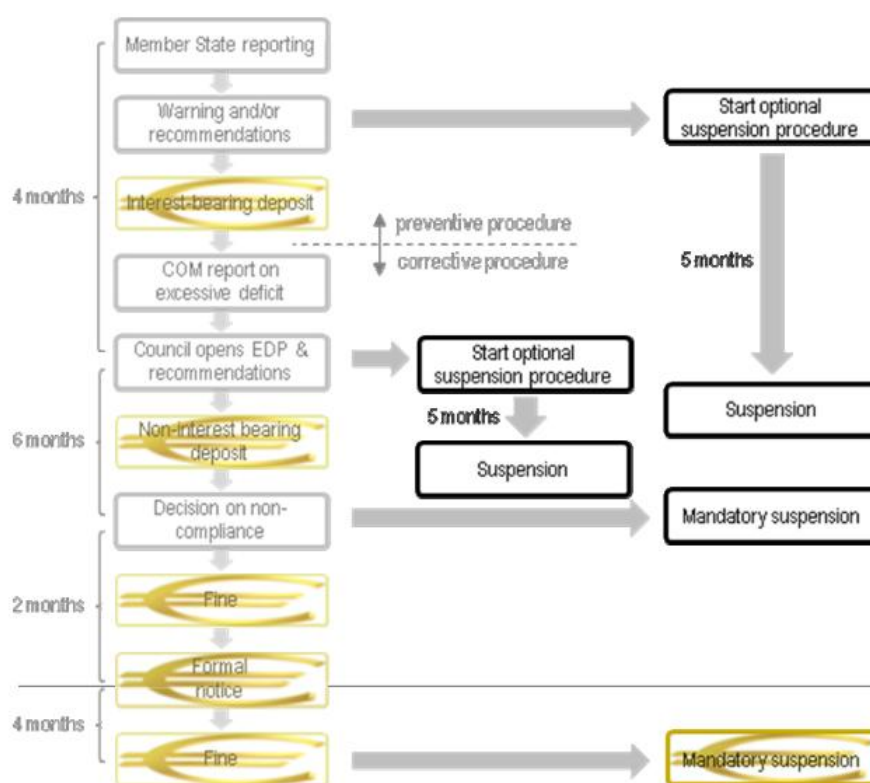 Member State reporting
Warning and/or
recommendations
Start optional
suspension procedure
4 months
Interest-bearing deposit
preventive procedure
corrective procedure
COM report on
excessive deficit
5 months
Council opens EDP &
recommendations
Start optional
suspension procedure
5 months
Suspension
6 months
Non-interest bearing
deposit
Suspension
Decision on non-
compliance
Mandatory suspension
2 months
Fine
Formal
notice
4 months
Fine
Mandatory suspension